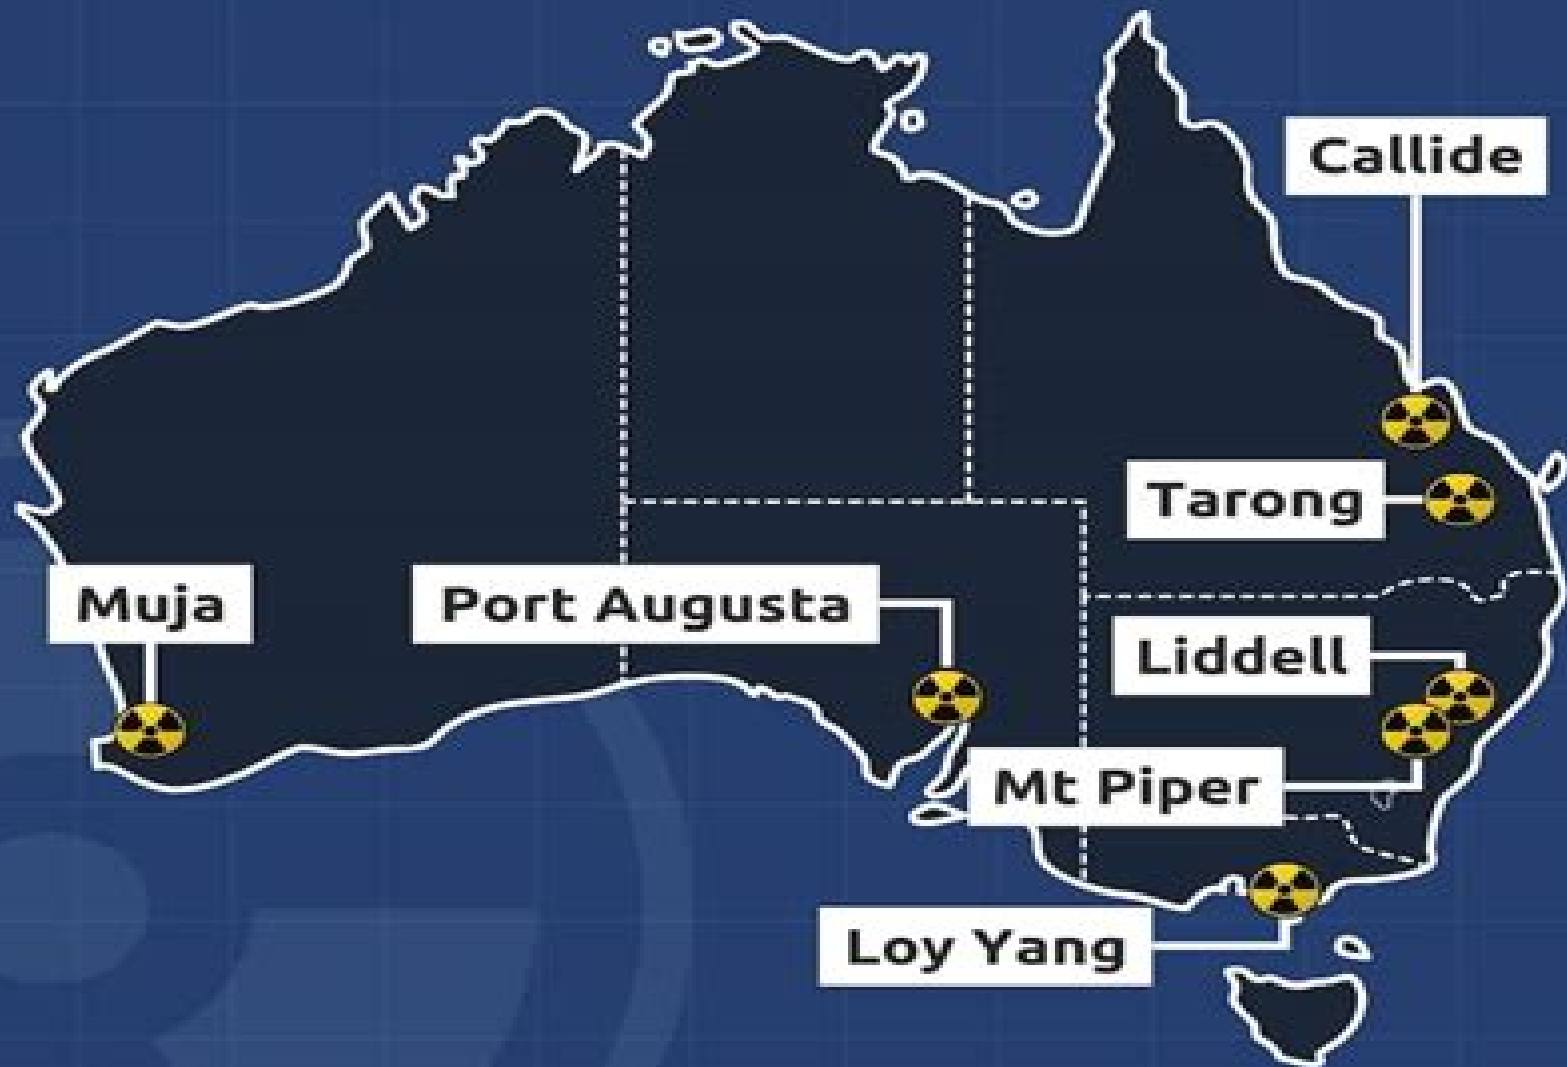 Callide
Tarong
Muja
Port Augusta
Liddell
Mt Piper
Loy Yang